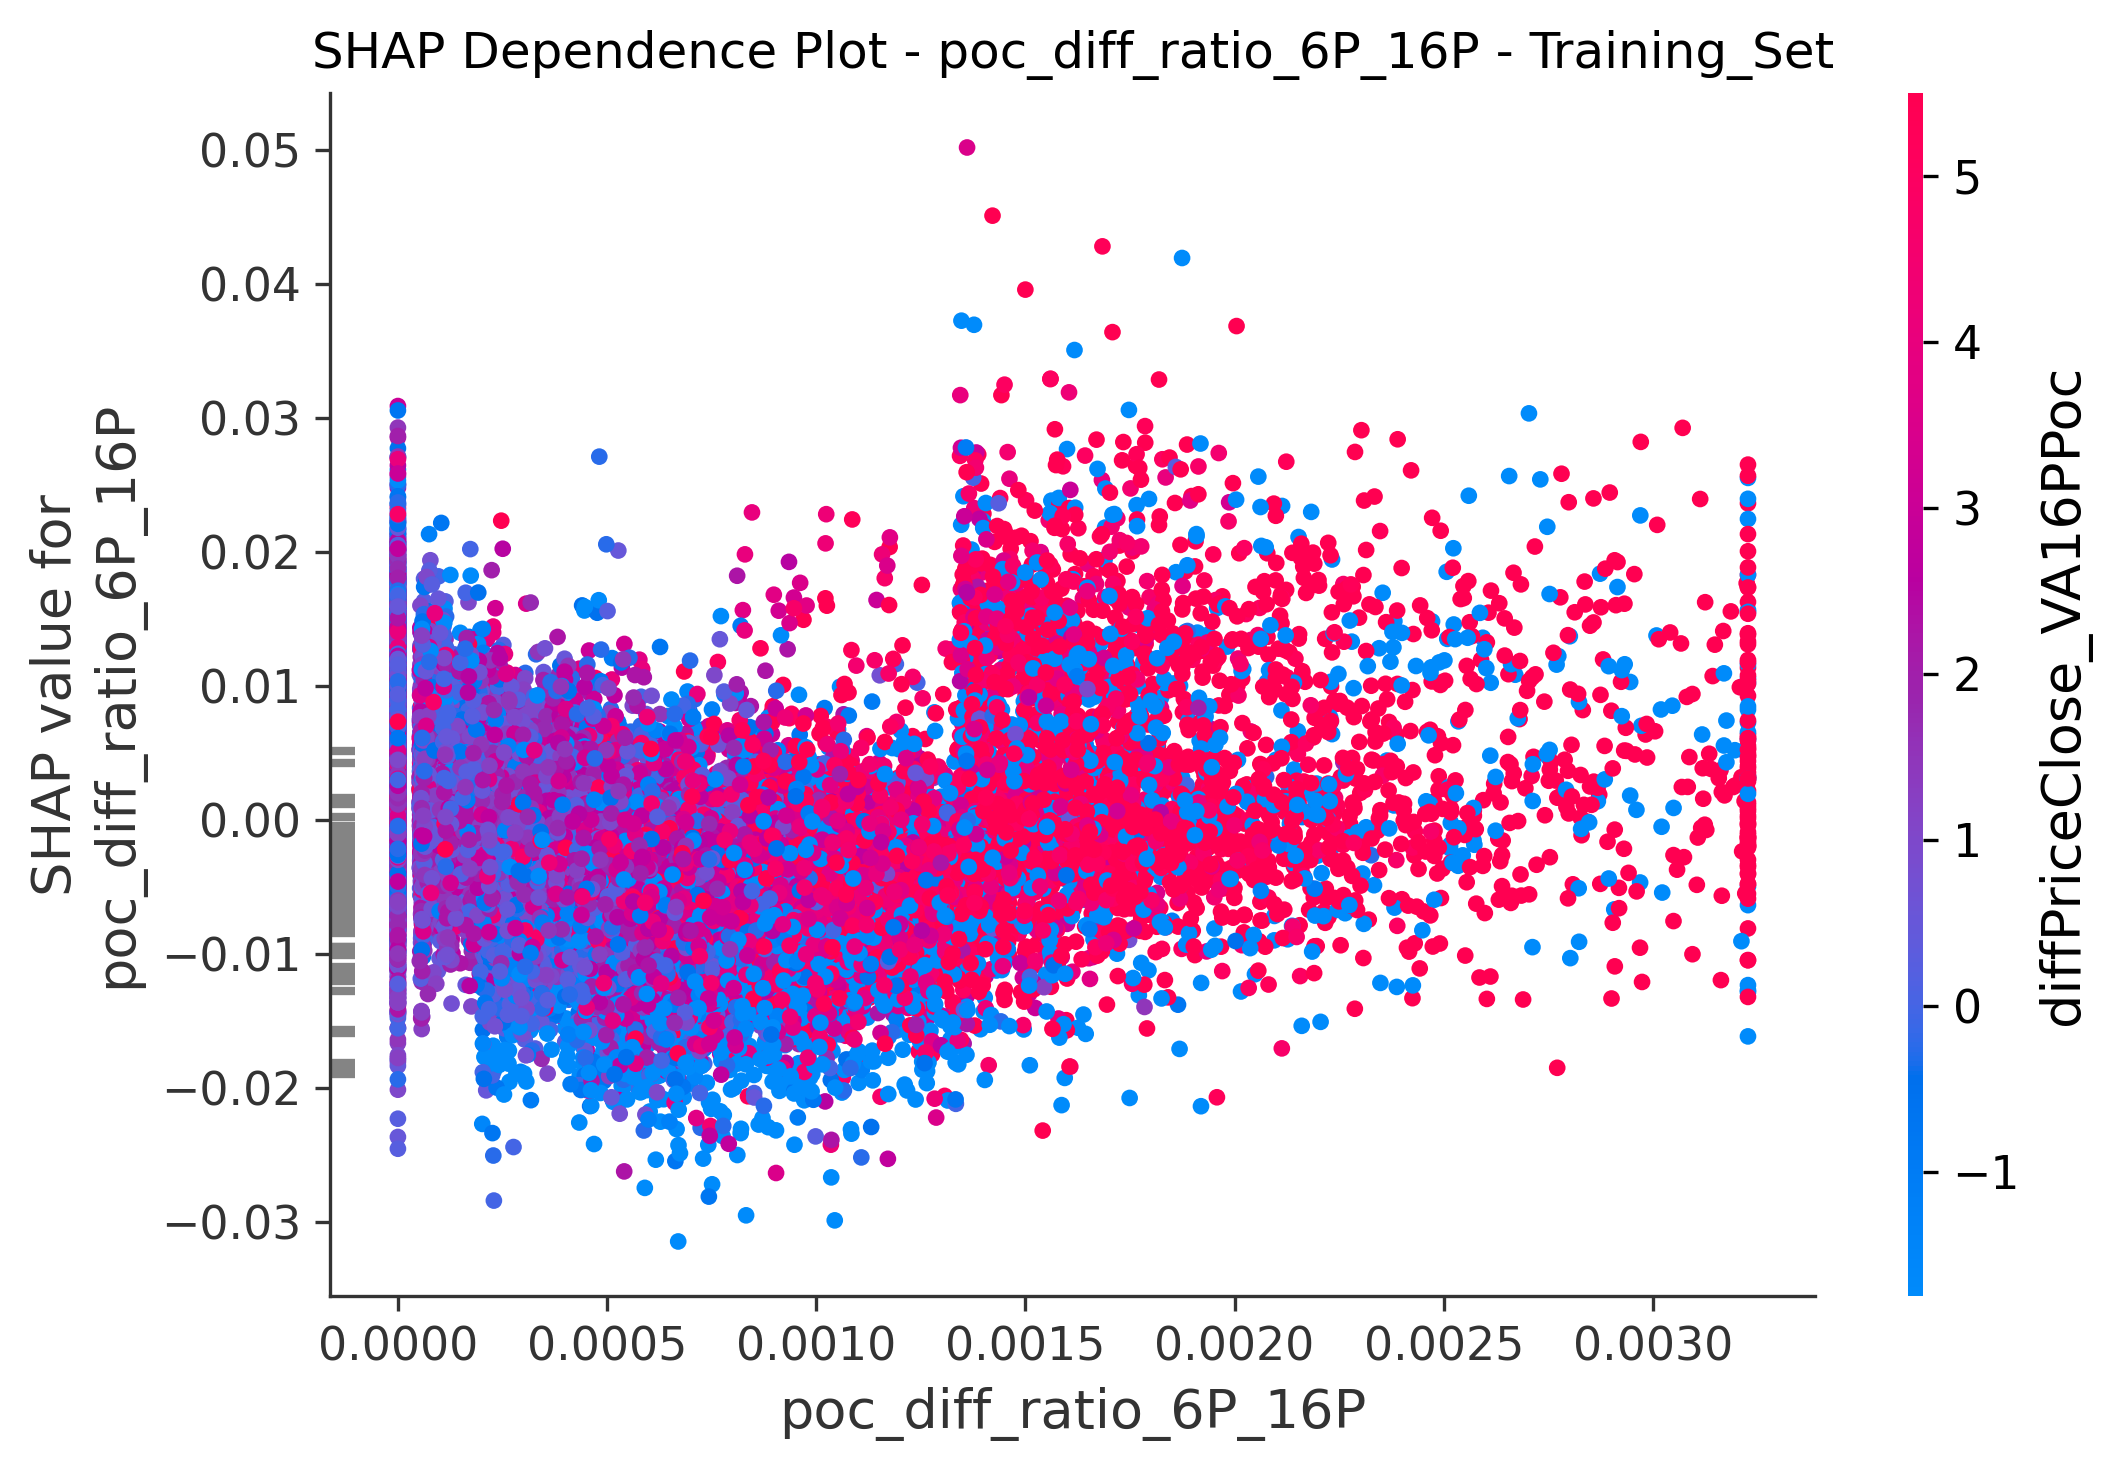 SHAP Dependence Plot - poc_diff_ratio_6P_16P - Training_Set
SHAP value for
poc_diff_ratio_6P_16P
0.05
0.04
0.03
0.02
0.01
0.00
−0.01
−0.02
−0.03
0.0000 0.0005 0.0010 0.0015 0.0020 0.0025 0.0030
poc_diff_ratio_6P_16P
5
4
3
2
1
0
−1
diffPriceClose_VA16PPoc